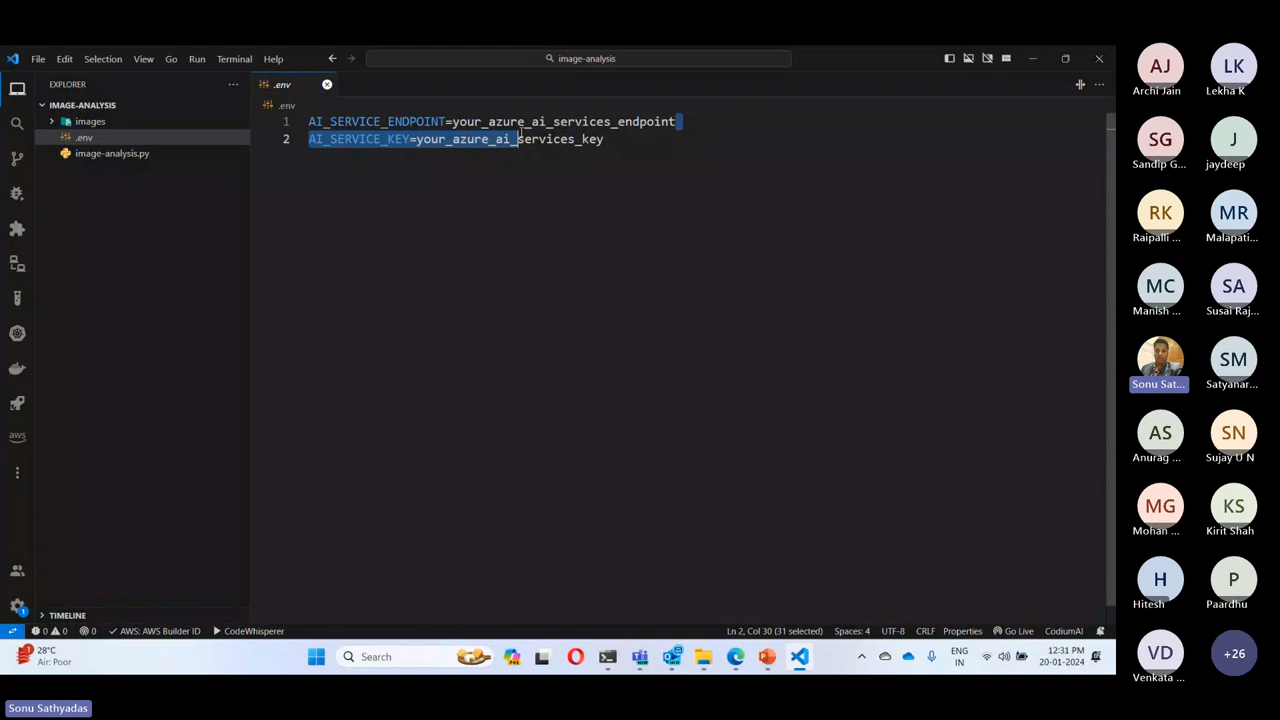 File Edit Selection View Go Run Terminal Help
image-analysis
EXPLORER
IMAGE-ANALYSIS
images
.env
image-analysis.py
TIMELINE
.env
.env
1 AI_SERVICE_ENDPOINT=your_azure_ai_services_endpoint
2 AI_SERVICE_KEY=your_azure_ai_services_key
aws
1
0 0 0 AWS: AWS Builder ID CodeWhisperer
Ln 2, Col 30 (31 selected) Spaces: 4 UTF-8 CRLF Properties Go Live CodiumAI
28°C
Air: Poor
Search
ENG
IN
12:31 PM
20-01-2024
Sonu Sathyadas
AJ LK
Archi Jain Lekha K
SG J
Sandip G... jaydeep
RK MR
Raipalli ... Malapati...
MC SA
Manish ... Susai Raj...
SM
Sonu Sat... Satyanar...
AS SN
Anurag ... Sujay U N
MG KS
Mohan ... Kirit Shah
H P
Hitesh Paardhu
VD +26
Venkata ...